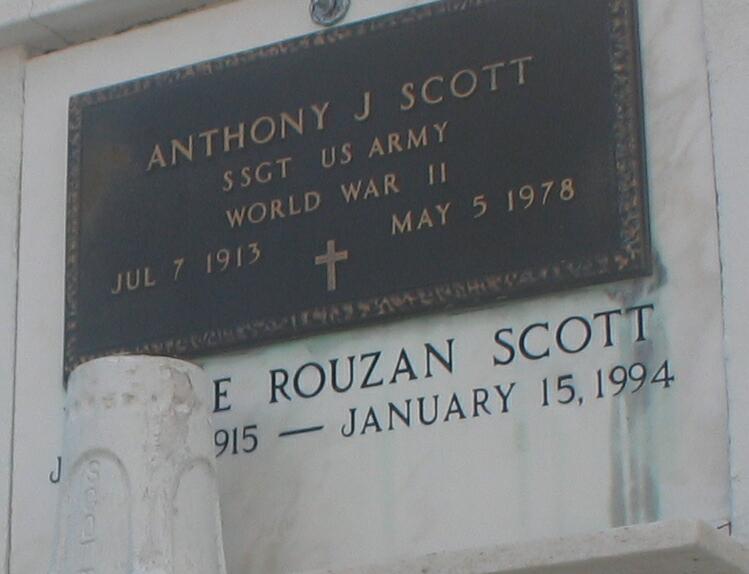 ANTHONY J SCOTT
SSGT US ARMY
WORLD WAR II
JUL 7 1913 MAY 5 1978
ROUZAN SCOTT
915 — JANUARY 15, 1994